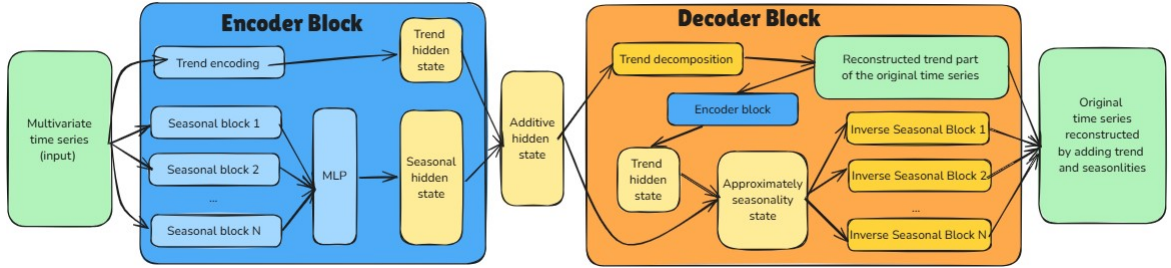 Encoder Block
Decoder Block
Multivariate
time series
(input)
Trend encoding
Trend
hidden
state
Seasonal block 1
Seasonal block 2
...
Seasonal block N
MLP
Seasonal
hidden
state
Additive
hidden
state
Trend decomposition
Reconstructed trend part
of the original time series
Encoder block
Trend
hidden
state
Approximately
seasonality
state
Inverse Seasonal Block 1
Inverse Seasonal Block 2
...
Inverse Seasonal Block N
Original
time series
reconstructed
by adding trend
and seasonlities